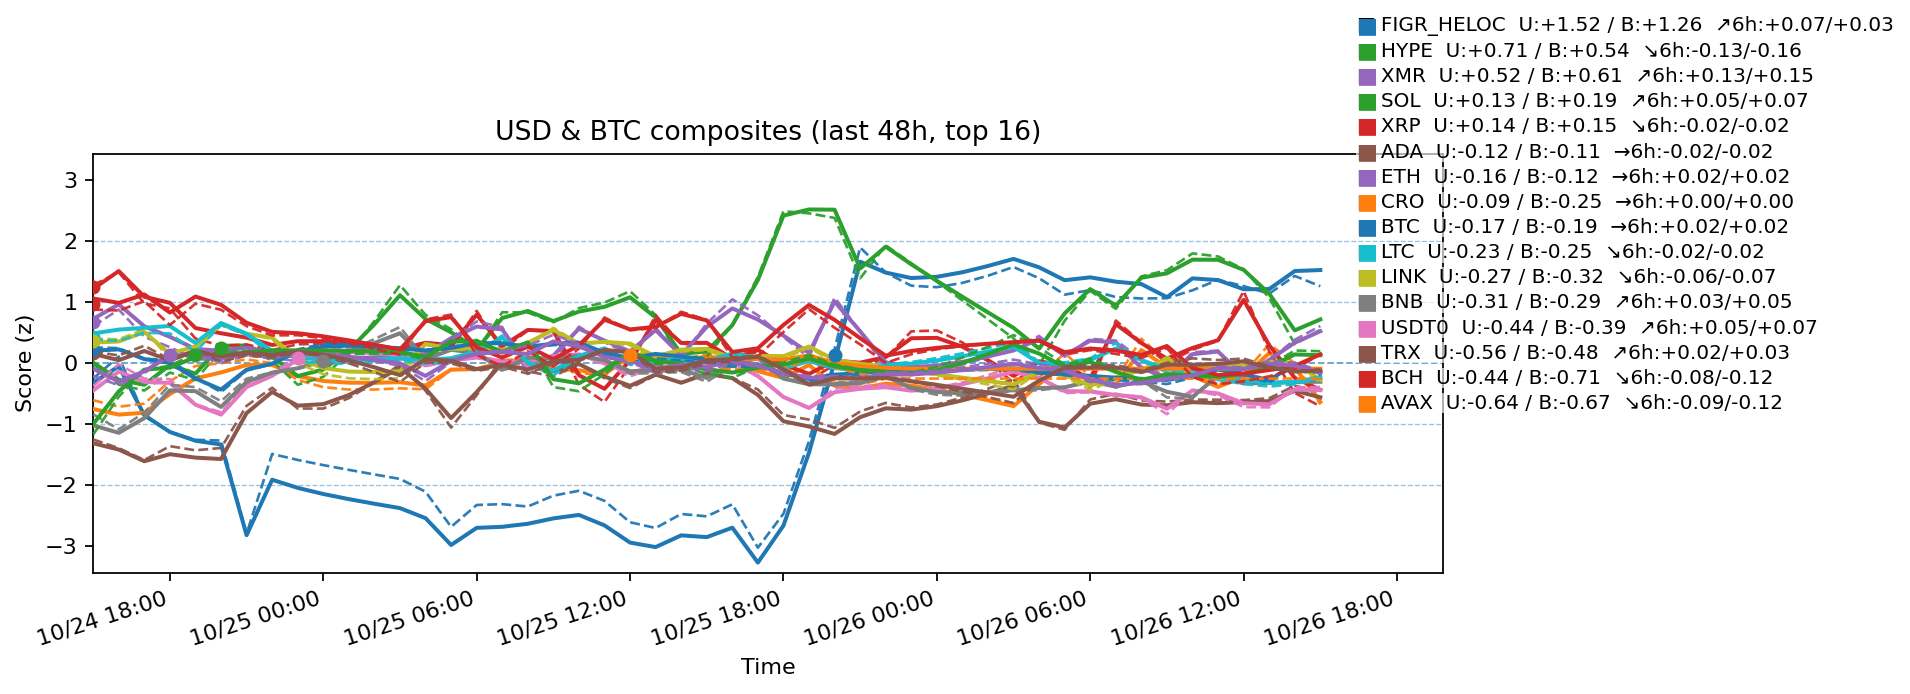 FIGR_HELOC U:+1.52 / B:+1.26 ↗6h:+0.07/+0.03
HYPE U:+0.71 / B:+0.54 ↘6h:-0.13/-0.16
XMR U:+0.52 / B:+0.61 ↗6h:+0.13/+0.15
SOL U:+0.13 / B:+0.19 ↗6h:+0.05/+0.07
XRP U:+0.14 / B:+0.15 ↘6h:-0.02/-0.02
ADA U:-0.12 / B:-0.11 →6h:-0.02/-0.02
ETH U:-0.16 / B:-0.12 →6h:+0.02/+0.02
CRO U:-0.09 / B:-0.25 →6h:+0.00/+0.00
BTC U:-0.17 / B:-0.19 →6h:+0.02/+0.02
LTC U:-0.23 / B:-0.25 ↘6h:-0.02/-0.02
LINK U:-0.27 / B:-0.32 ↘6h:-0.06/-0.07
BNB U:-0.31 / B:-0.29 ↗6h:+0.03/+0.05
USDT0 U:-0.44 / B:-0.39 ↗6h:+0.05/+0.07
TRX U:-0.56 / B:-0.48 ↗6h:+0.02/+0.03
BCH U:-0.44 / B:-0.71 ↘6h:-0.08/-0.12
AVAX U:-0.64 / B:-0.67 ↘6h:-0.09/-0.12
USD & BTC composites (last 48h, top 16)
Score (z)
3
2
1
0
−1
−2
−3
10/24 18:00
10/25 00:00
10/25 06:00
10/25 12:00
10/25 18:00
10/26 00:00
10/26 06:00
10/26 12:00
10/26 18:00
Time